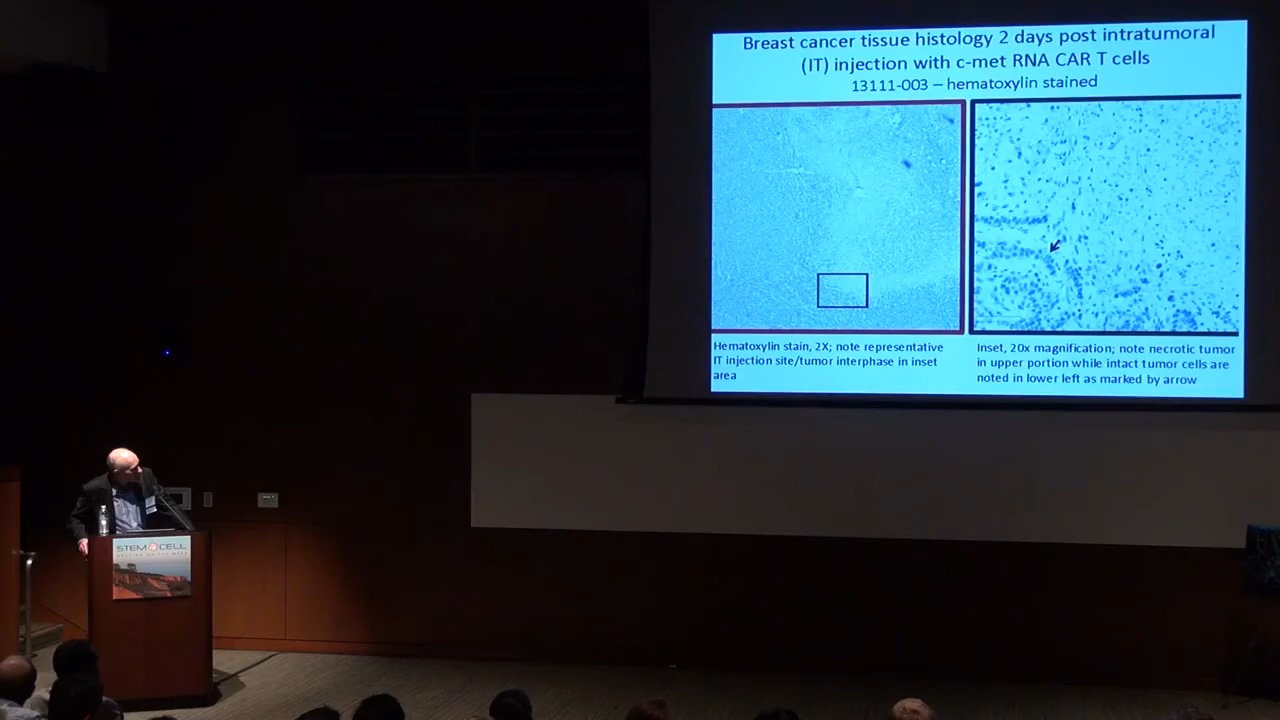 Breast cancer tissue histology 2 days post intratumoral
(IT) injection with c-met RNA CAR T cells
13111-003 – hematoxylin stained
Hematoxylin stain, 2X; note representative
IT injection site/tumor interphase in inset
area
Inset, 20x magnification; note necrotic tumor
in upper portion while intact tumor cells are
noted in lower left as marked by arrow
STEM CELL